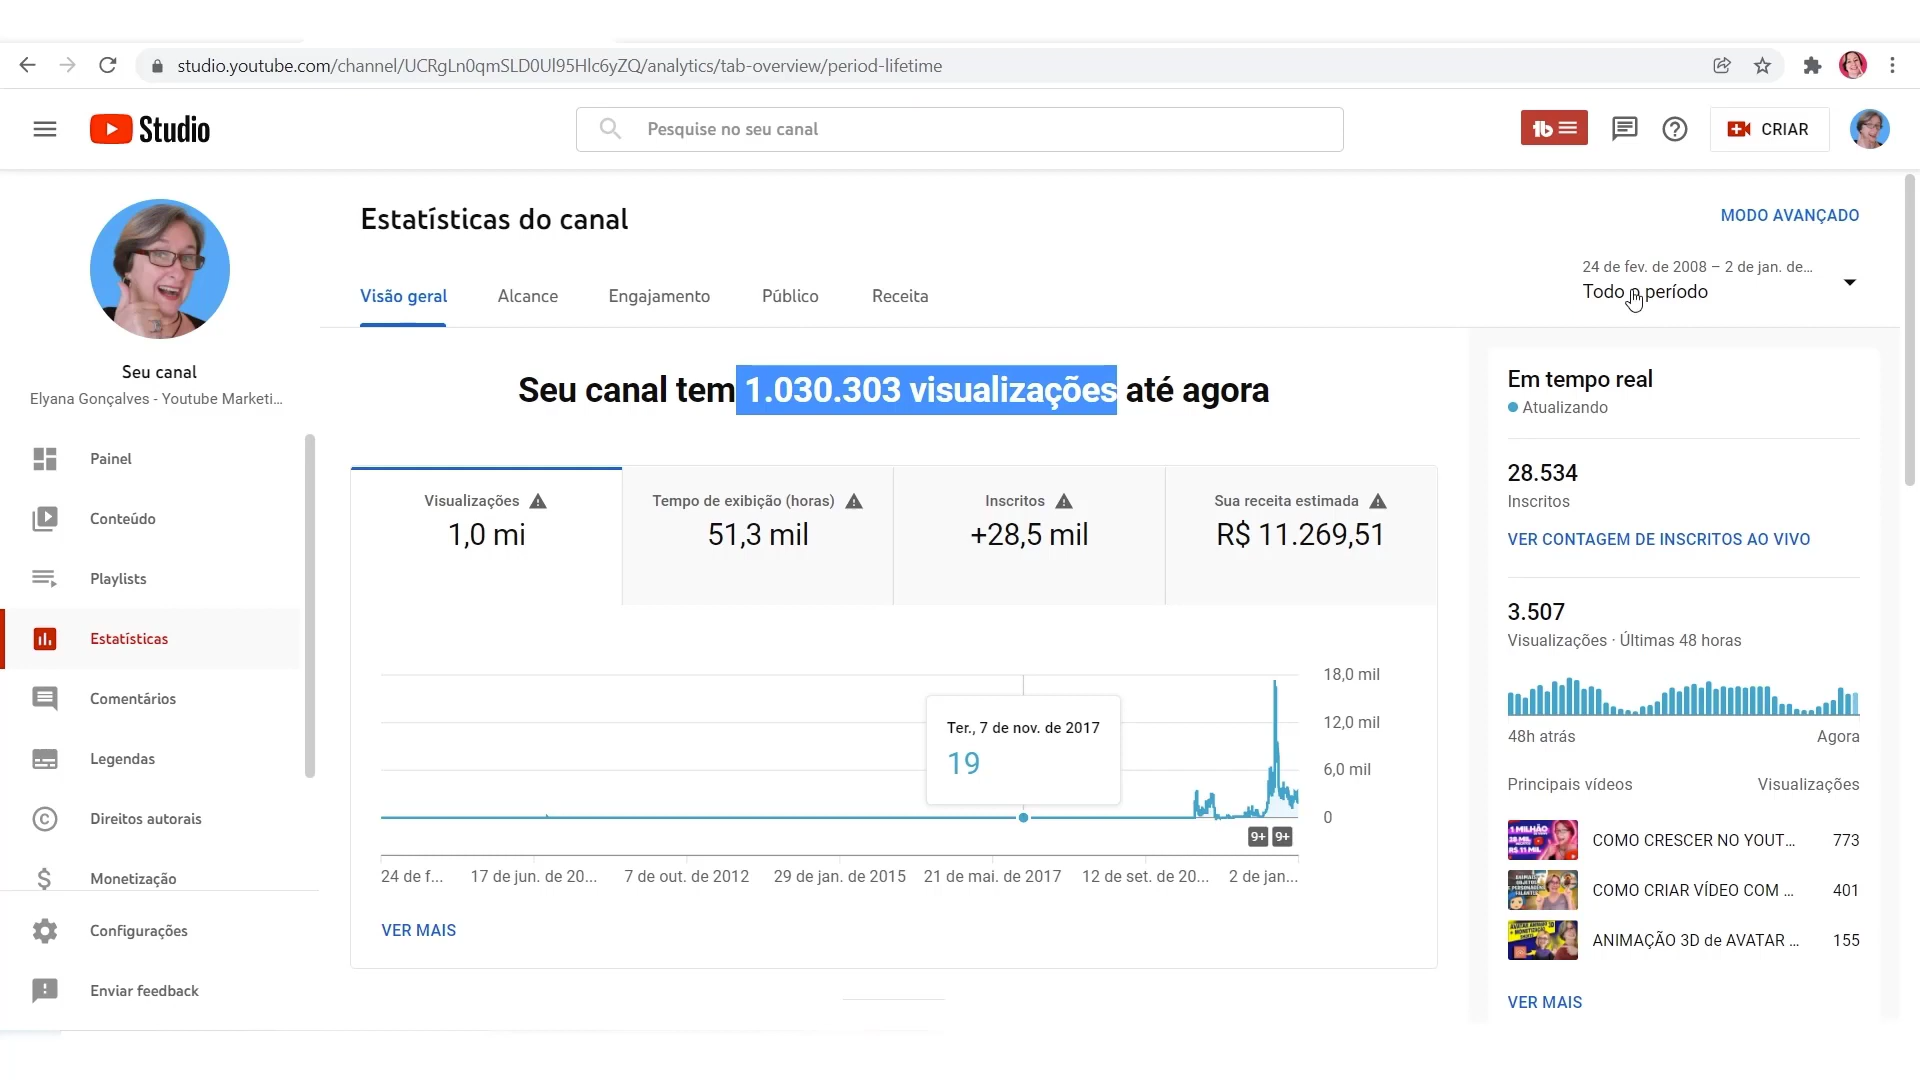 studio.youtube.com/channel/UCRgLn0qmSLD0Ul95Hlc6yZQ/analytics/tab-overview/period-lifetime
Studio
Pesquise no seu canal
CRIAR
Seu canal
Elyana Gonçalves - Youtube Marketi...
Painel
Conteúdo
Playlists
Estatísticas
Comentários
Legendas
Direitos autorais
Monetização
Configurações
Enviar feedback
Estatísticas do canal
MODO AVANÇADO
Visão geral
Alcance
Engajamento
Público
Receita
24 de fev. de 2008 – 2 de jan. de...
Todo o período
Seu canal tem 1.030.303 visualizações até agora
Visualizações
1,0 mi
Tempo de exibição (horas)
51,3 mil
Inscritos
+28,5 mil
Sua receita estimada
R$ 11.269,51
18,0 mil
12,0 mil
6,0 mil
0
Ter., 7 de nov. de 2017
19
9+ 9+
24 de f... 17 de jun. de 20... 7 de out. de 2012 29 de jan. de 2015 21 de mai. de 2017 12 de set. de 20... 2 de jan...
VER MAIS
Em tempo real
Atualizando
28.534
Inscritos
VER CONTAGEM DE INSCRITOS AO VIVO
3.507
Visualizações · Últimas 48 horas
48h atrás Agora
Principais vídeos Visualizações
1 MILHÃO
R$ 11 MIL
COMO CRESCER NO YOUT... 773
COMO CRIAR VÍDEO COM ... 401
ANIMAÇÃO 3D de AVATAR ... 155
VER MAIS